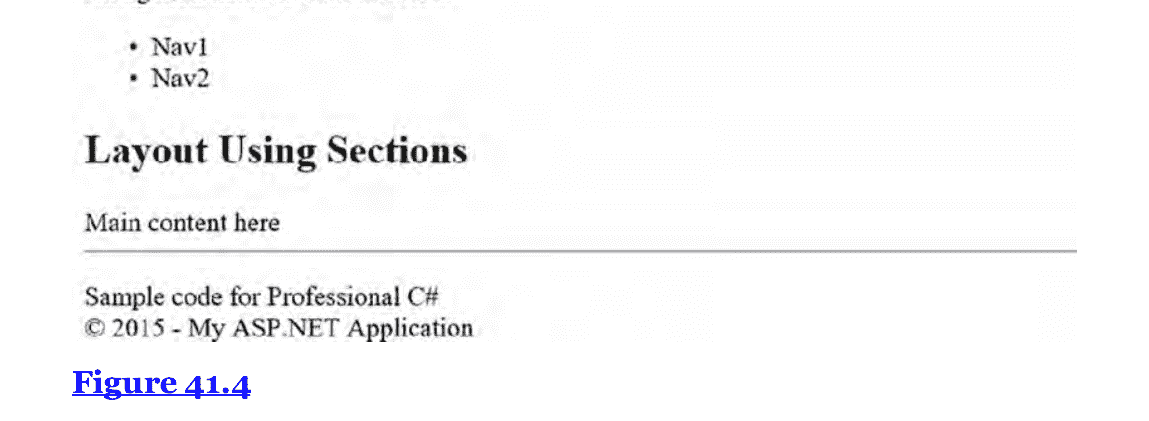 • Nav1
• Nav2
Layout Using Sections
Main content here
Sample code for Professional C#
© 2015 - My ASP.NET Application
Figure 41.4